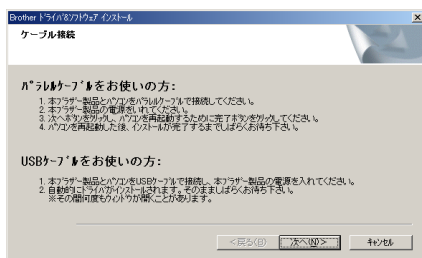 Brother ドライバ&ソフトウェア インストール
ケーブル接続
パラレルケーブルをお使いの方:
1. 本ブラザー製品とパソコンをパラレルケーブルで接続してください。
2. 本ブラザー製品の電源をいれてください。
3. 次へボタンをクリックし、パソコンを再起動するために完了ボタンをクリックしてください。
4. パソコンを再起動した後、インストールが完了するまでしばらくお待ち下さい。
USBケーブルをお使いの方:
1. 本ブラザー製品とパソコンをUSBケーブルで接続し、本ブラザー製品の電源を入れてください。
2. 自動的にドライバがインストールされます。そのまましばらくお待ち下さい。
※その間何度もウィンドウが開くことがあります。
<戻る(B)
次へ(N)>
キャンセル